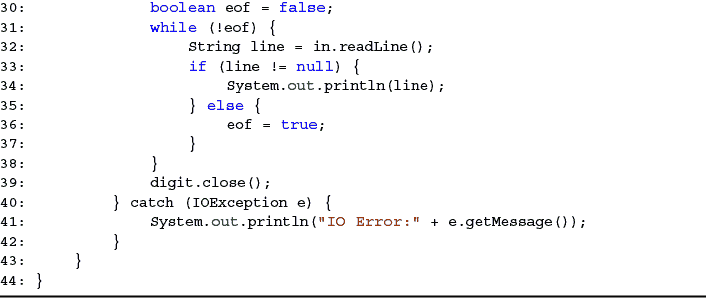 30:             boolean eof = false;
31:             while (!eof) {
32:                 String line = in.readLine();
33:                 if (line != null) {
34:                     System.out.println(line);
35:                 } else {
36:                     eof = true;
37:                 }
38:             }
39:             digit.close();
40:         } catch (IOException e) {
41:             System.out.println("IO Error:" + e.getMessage());
42:         }
43:     }
44: }